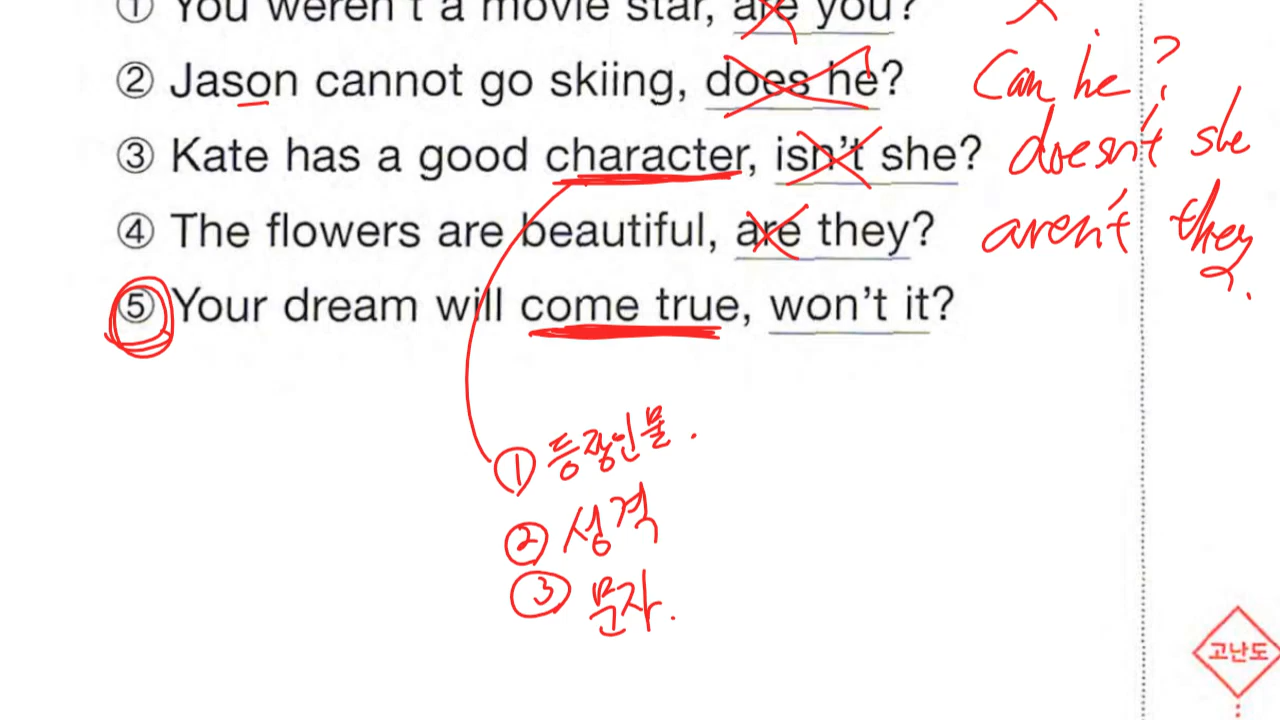 ① You weren't a movie star, are you?
② Jason cannot go skiing, does he? Can he?
③ Kate has a good character, isn't she? doesn't she
④ The flowers are beautiful, are they? aren't they
⑤ Your dream will come true, won't it?
① 등장인물.
② 성격
③ 문자.
고난도